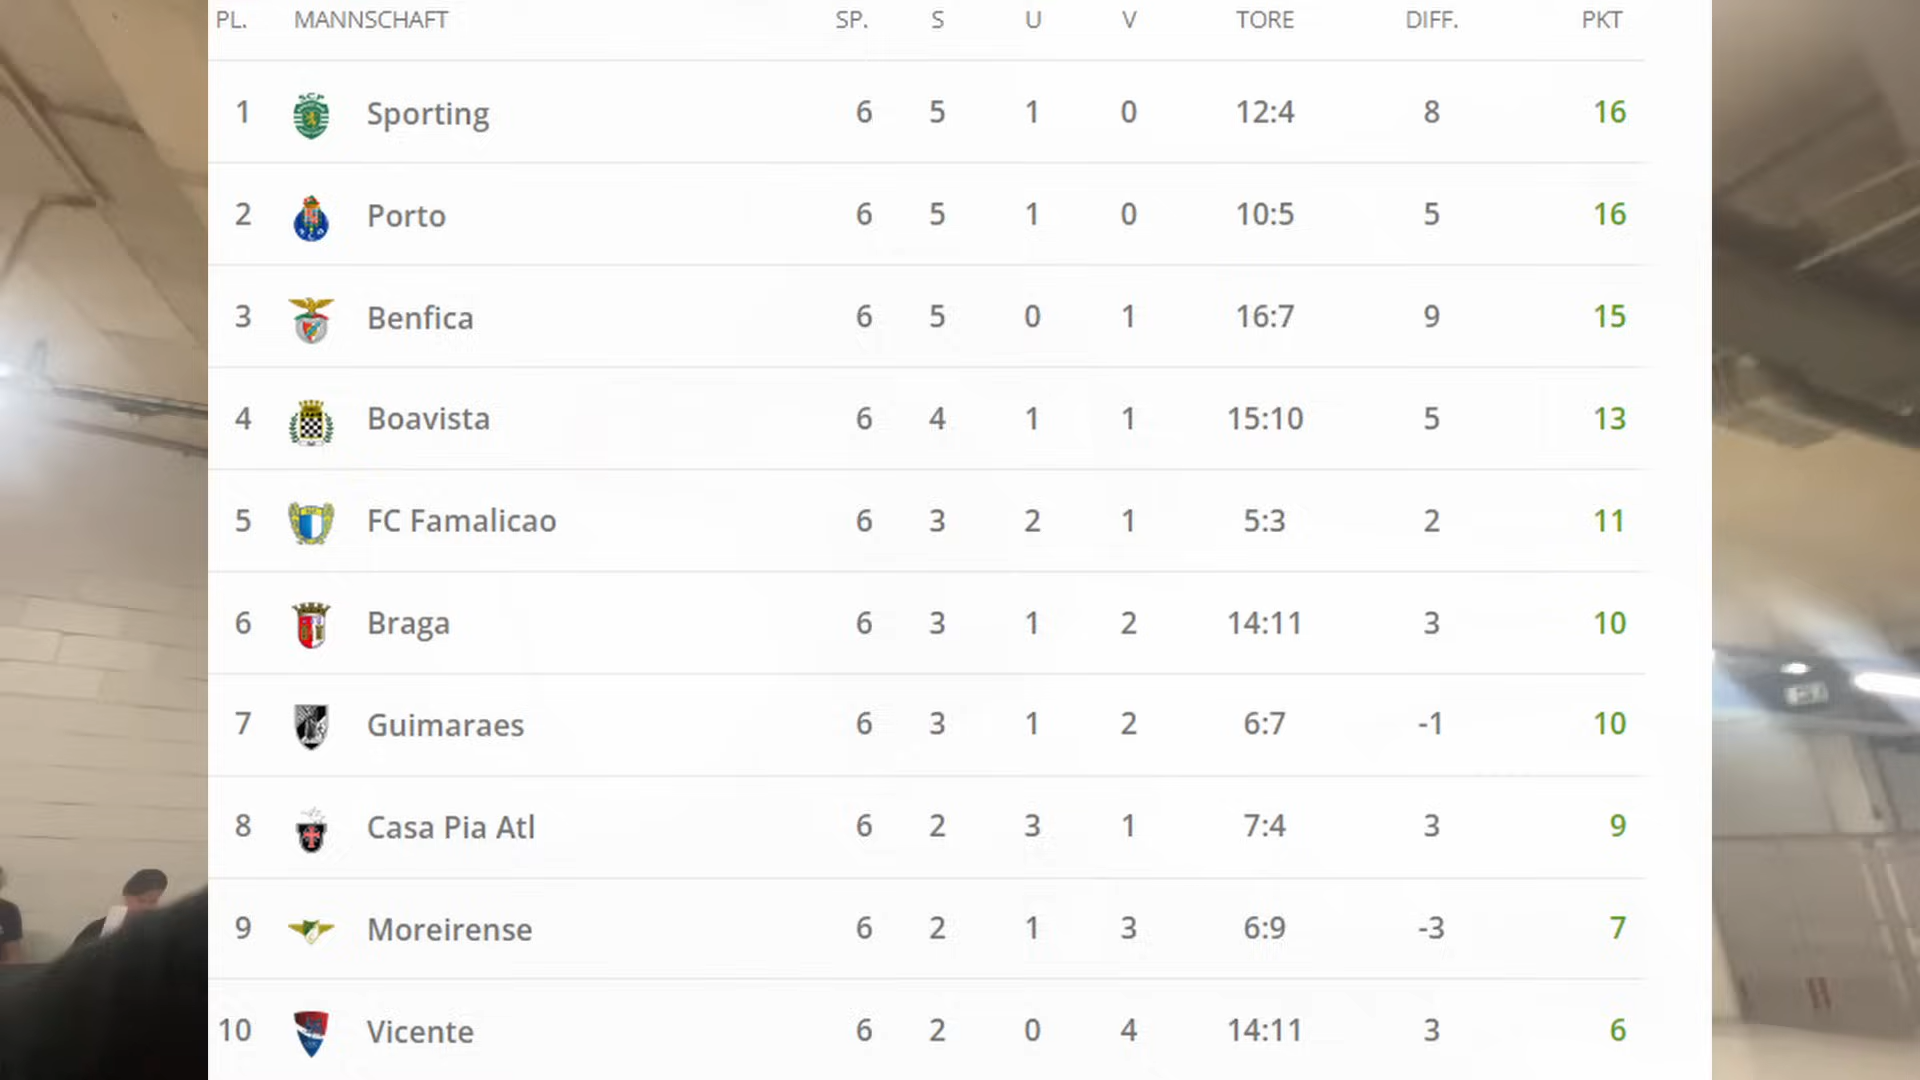 PL. MANNSCHAFT SP. S U V TORE DIFF. PKT
1 Sporting 6 5 1 0 12:4 8 16
2 Porto 6 5 1 0 10:5 5 16
3 Benfica 6 5 0 1 16:7 9 15
4 Boavista 6 4 1 1 15:10 5 13
5 FC Famalicao 6 3 2 1 5:3 2 11
6 Braga 6 3 1 2 14:11 3 10
7 Guimaraes 6 3 1 2 6:7 -1 10
8 Casa Pia Atl 6 2 3 1 7:4 3 9
9 Moreirense 6 2 1 3 6:9 -3 7
10 Vicente 6 2 0 4 14:11 3 6